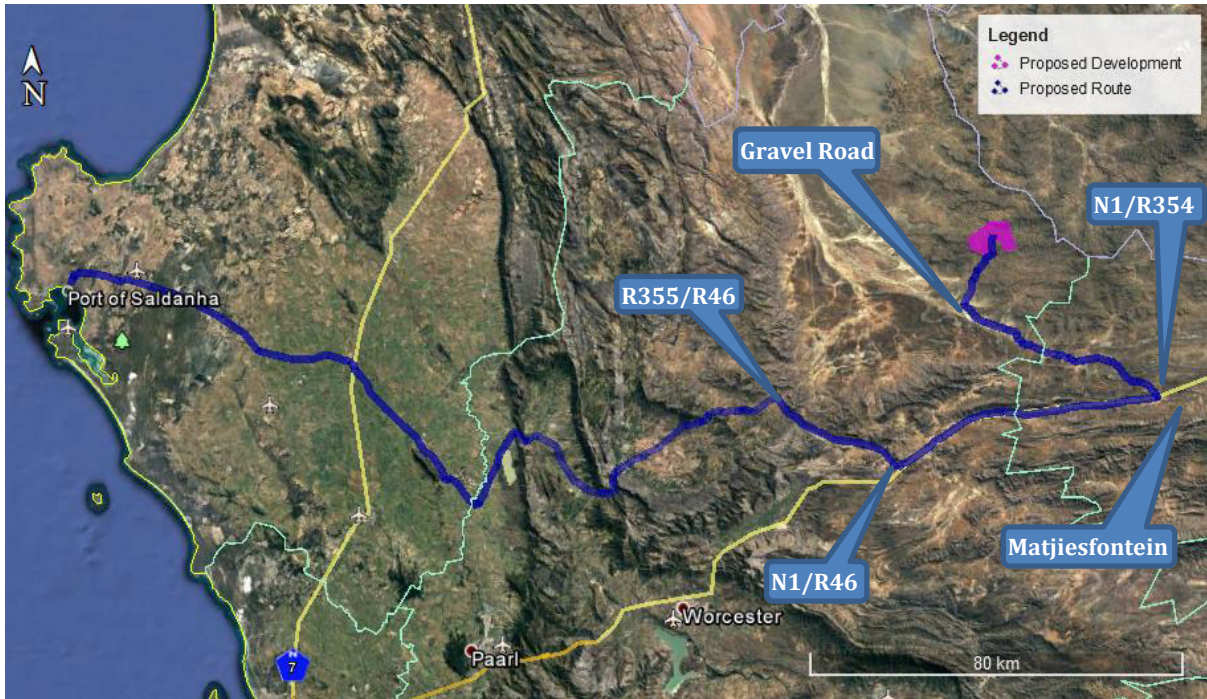 Legend
Proposed Development
Proposed Route
N
Gravel Road
N1/R354
R355/R46
Port of Saldanha
Matjiesfontein
N1/R46
Worcester
Paarl
N
7
80 km